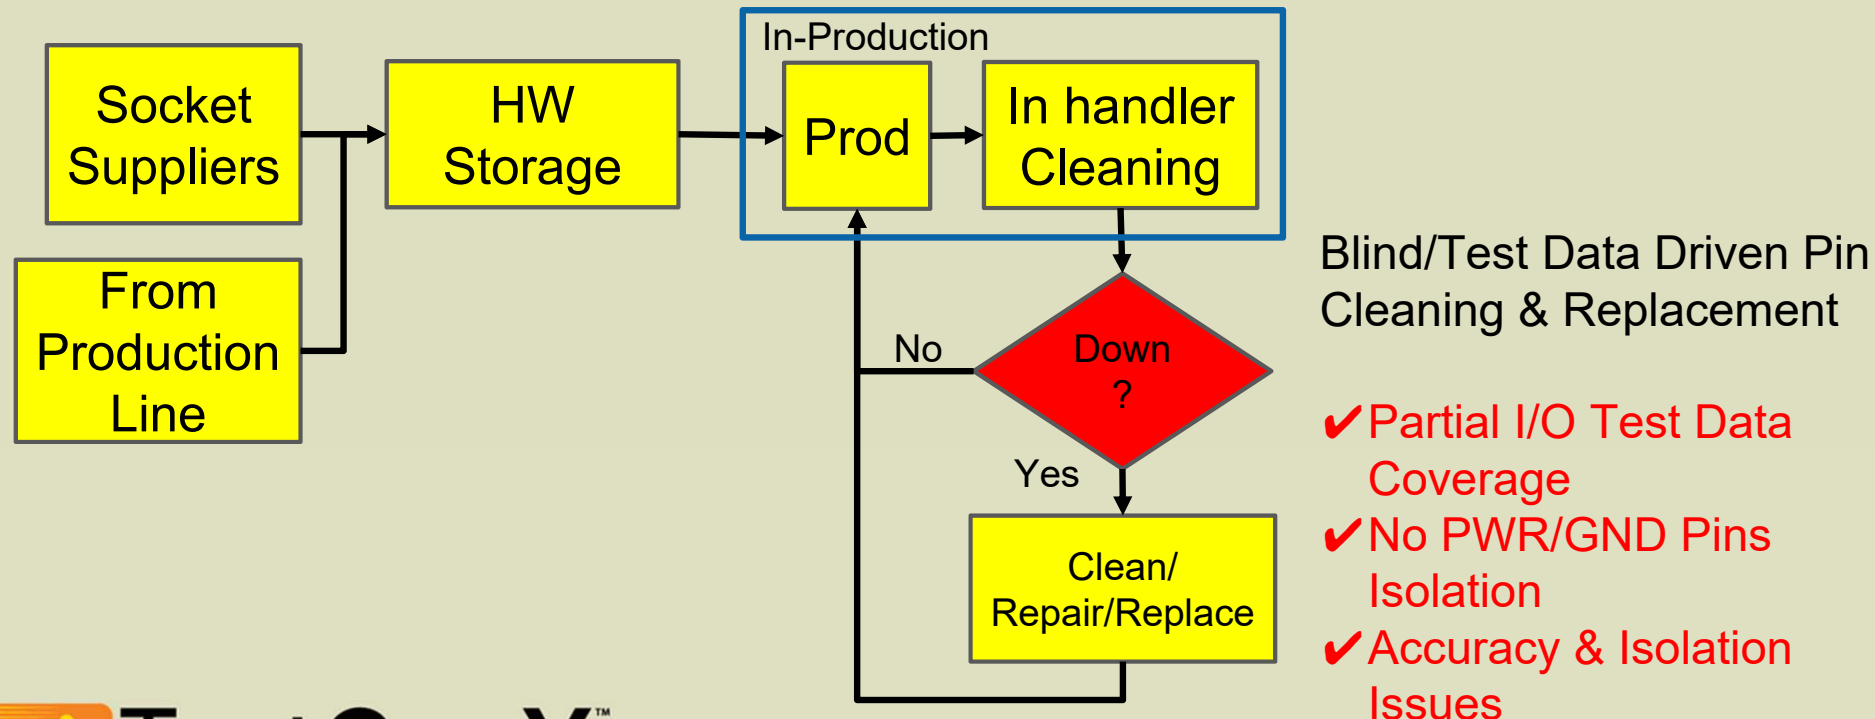 In-Production
Socket
Suppliers
HW
Storage
Prod
In handler
Cleaning
From
Production
Line
No
Down
?
Yes
Clean/
Repair/Replace
Blind/Test Data Driven Pin
Cleaning & Replacement
✔Partial I/O Test Data
Coverage
✔No PWR/GND Pins
Isolation
✔Accuracy & Isolation
Issues